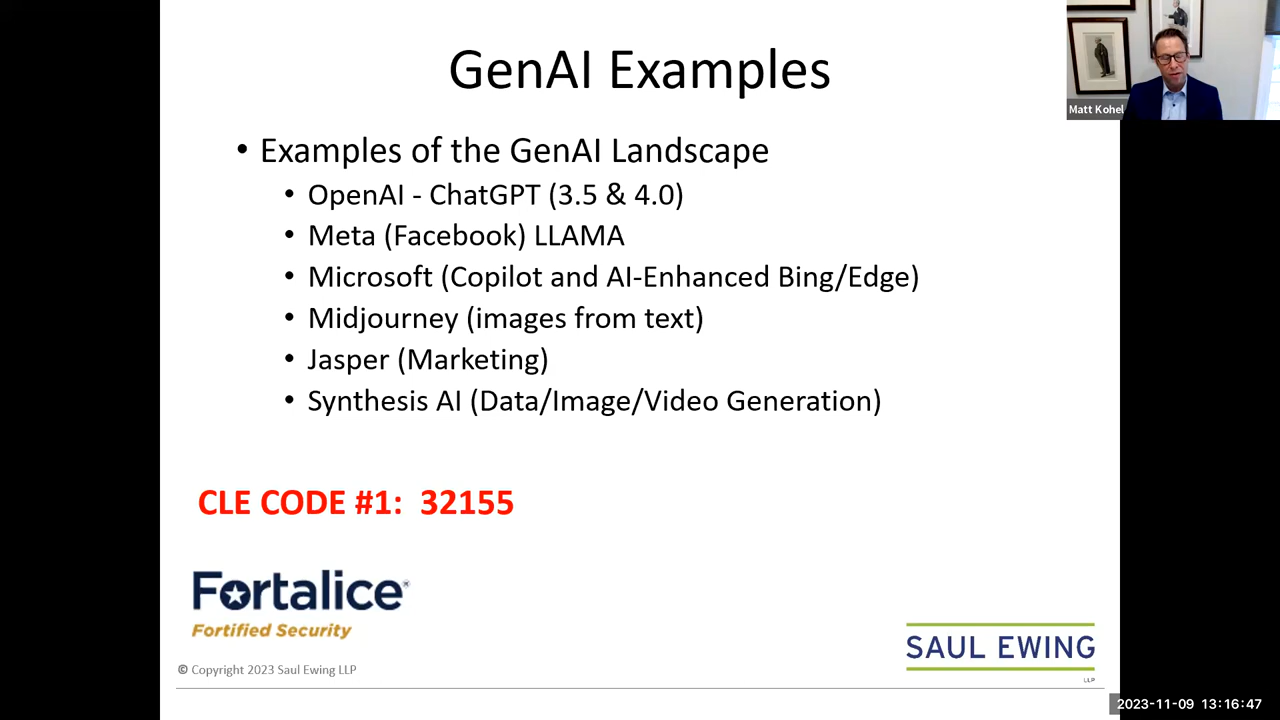 GenAI Examples
Matt Kohel
• Examples of the GenAI Landscape
• OpenAI - ChatGPT (3.5 & 4.0)
• Meta (Facebook) LLAMA
• Microsoft (Copilot and AI-Enhanced Bing/Edge)
• Midjourney (images from text)
• Jasper (Marketing)
• Synthesis AI (Data/Image/Video Generation)
CLE CODE #1: 32155
Fortalice®
Fortified Security
SAUL EWING
LLP
© Copyright 2023 Saul Ewing LLP
2023-11-09 13:16:47